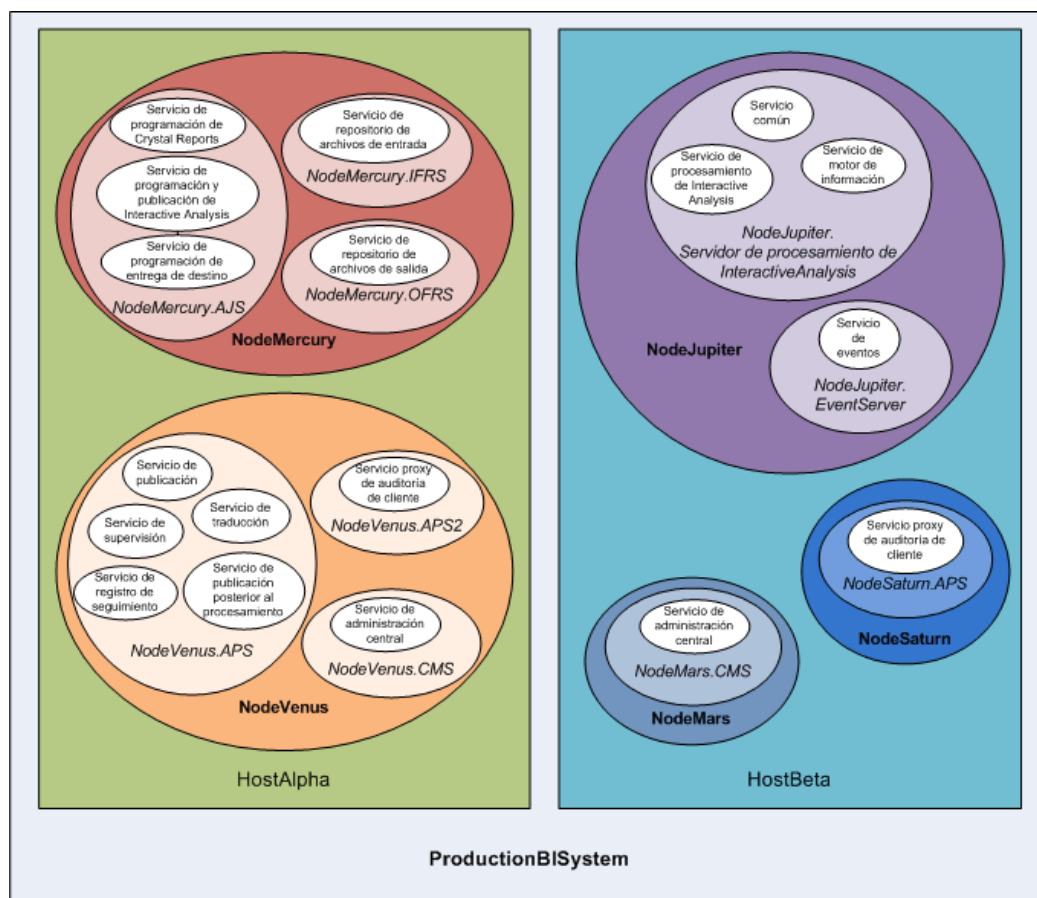 Servicio de
programación de
Crystal Reports
Servicio de
programación y
publicación de
Interactive Analysis
Servicio de
programación de
entrega de destino
NodeMercury.AJS
Servicio de
repositorio de
archivos de entrada
NodeMercury.IFRS
Servicio de
repositorio de
archivos de salida
NodeMercury.OFRS
NodeMercury
Servicio de
publicación
Servicio de
traducción
Servicio de
supervisión
Servicio de
registro de
seguimiento
Servicio de
publicación
posterior al
procesamiento
NodeVenus.APS
Servicio proxy
de auditoría
de cliente
NodeVenus.APS2
Servicio de
administración
central
NodeVenus.CMS
NodeVenus
HostAlpha
Servicio
común
Servicio de
procesamiento
de Interactive
Analysis
Servicio de
motor de
información
NodeJupiter.
Servidor de procesamiento de
InteractiveAnalysis
NodeJupiter
Servicio
de
eventos
NodeJupiter.
EventServer
Servicio proxy
de auditoría de
cliente
NodeSaturn.APS
NodeSaturn
Servicio de
administración
central
NodeMars.CMS
NodeMars
HostBeta
ProductionBISystem